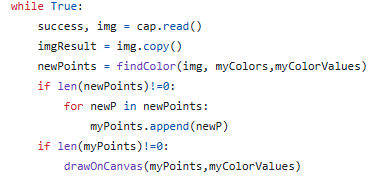 while True:
    success, img = cap.read()
    imgResult = img.copy()
    newPoints = findColor(img, myColors,myColorValues)
    if len(newPoints)!=0:
        for newP in newPoints:
            myPoints.append(newP)
    if len(myPoints)!=0:
        drawOnCanvas(myPoints,myColorValues)